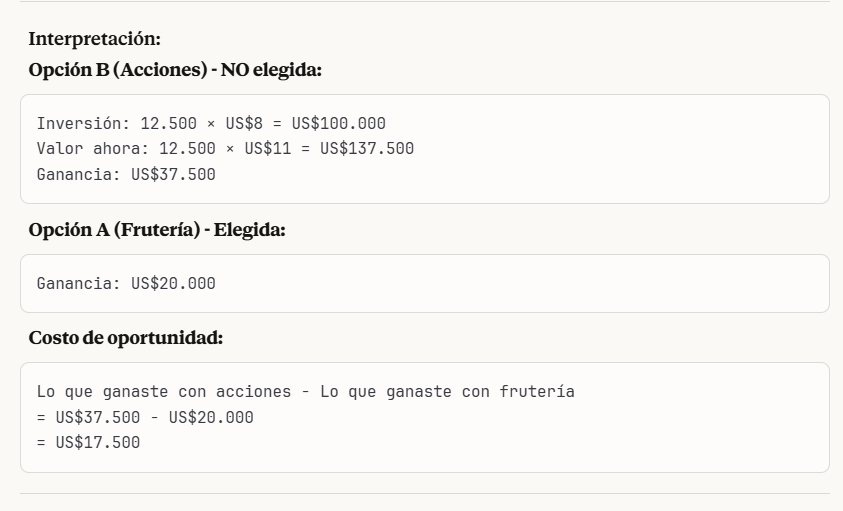 Interpretación:
Opción B (Acciones) - NO elegida:
Inversión: 12.500 × US$8 = US$100.000
Valor ahora: 12.500 × US$11 = US$137.500
Ganancia: US$37.500
Opción A (Frutería) - Elegida:
Ganancia: US$20.000
Costo de oportunidad:
Lo que ganaste con acciones - Lo que ganaste con frutería
= US$37.500 - US$20.000
= US$17.500